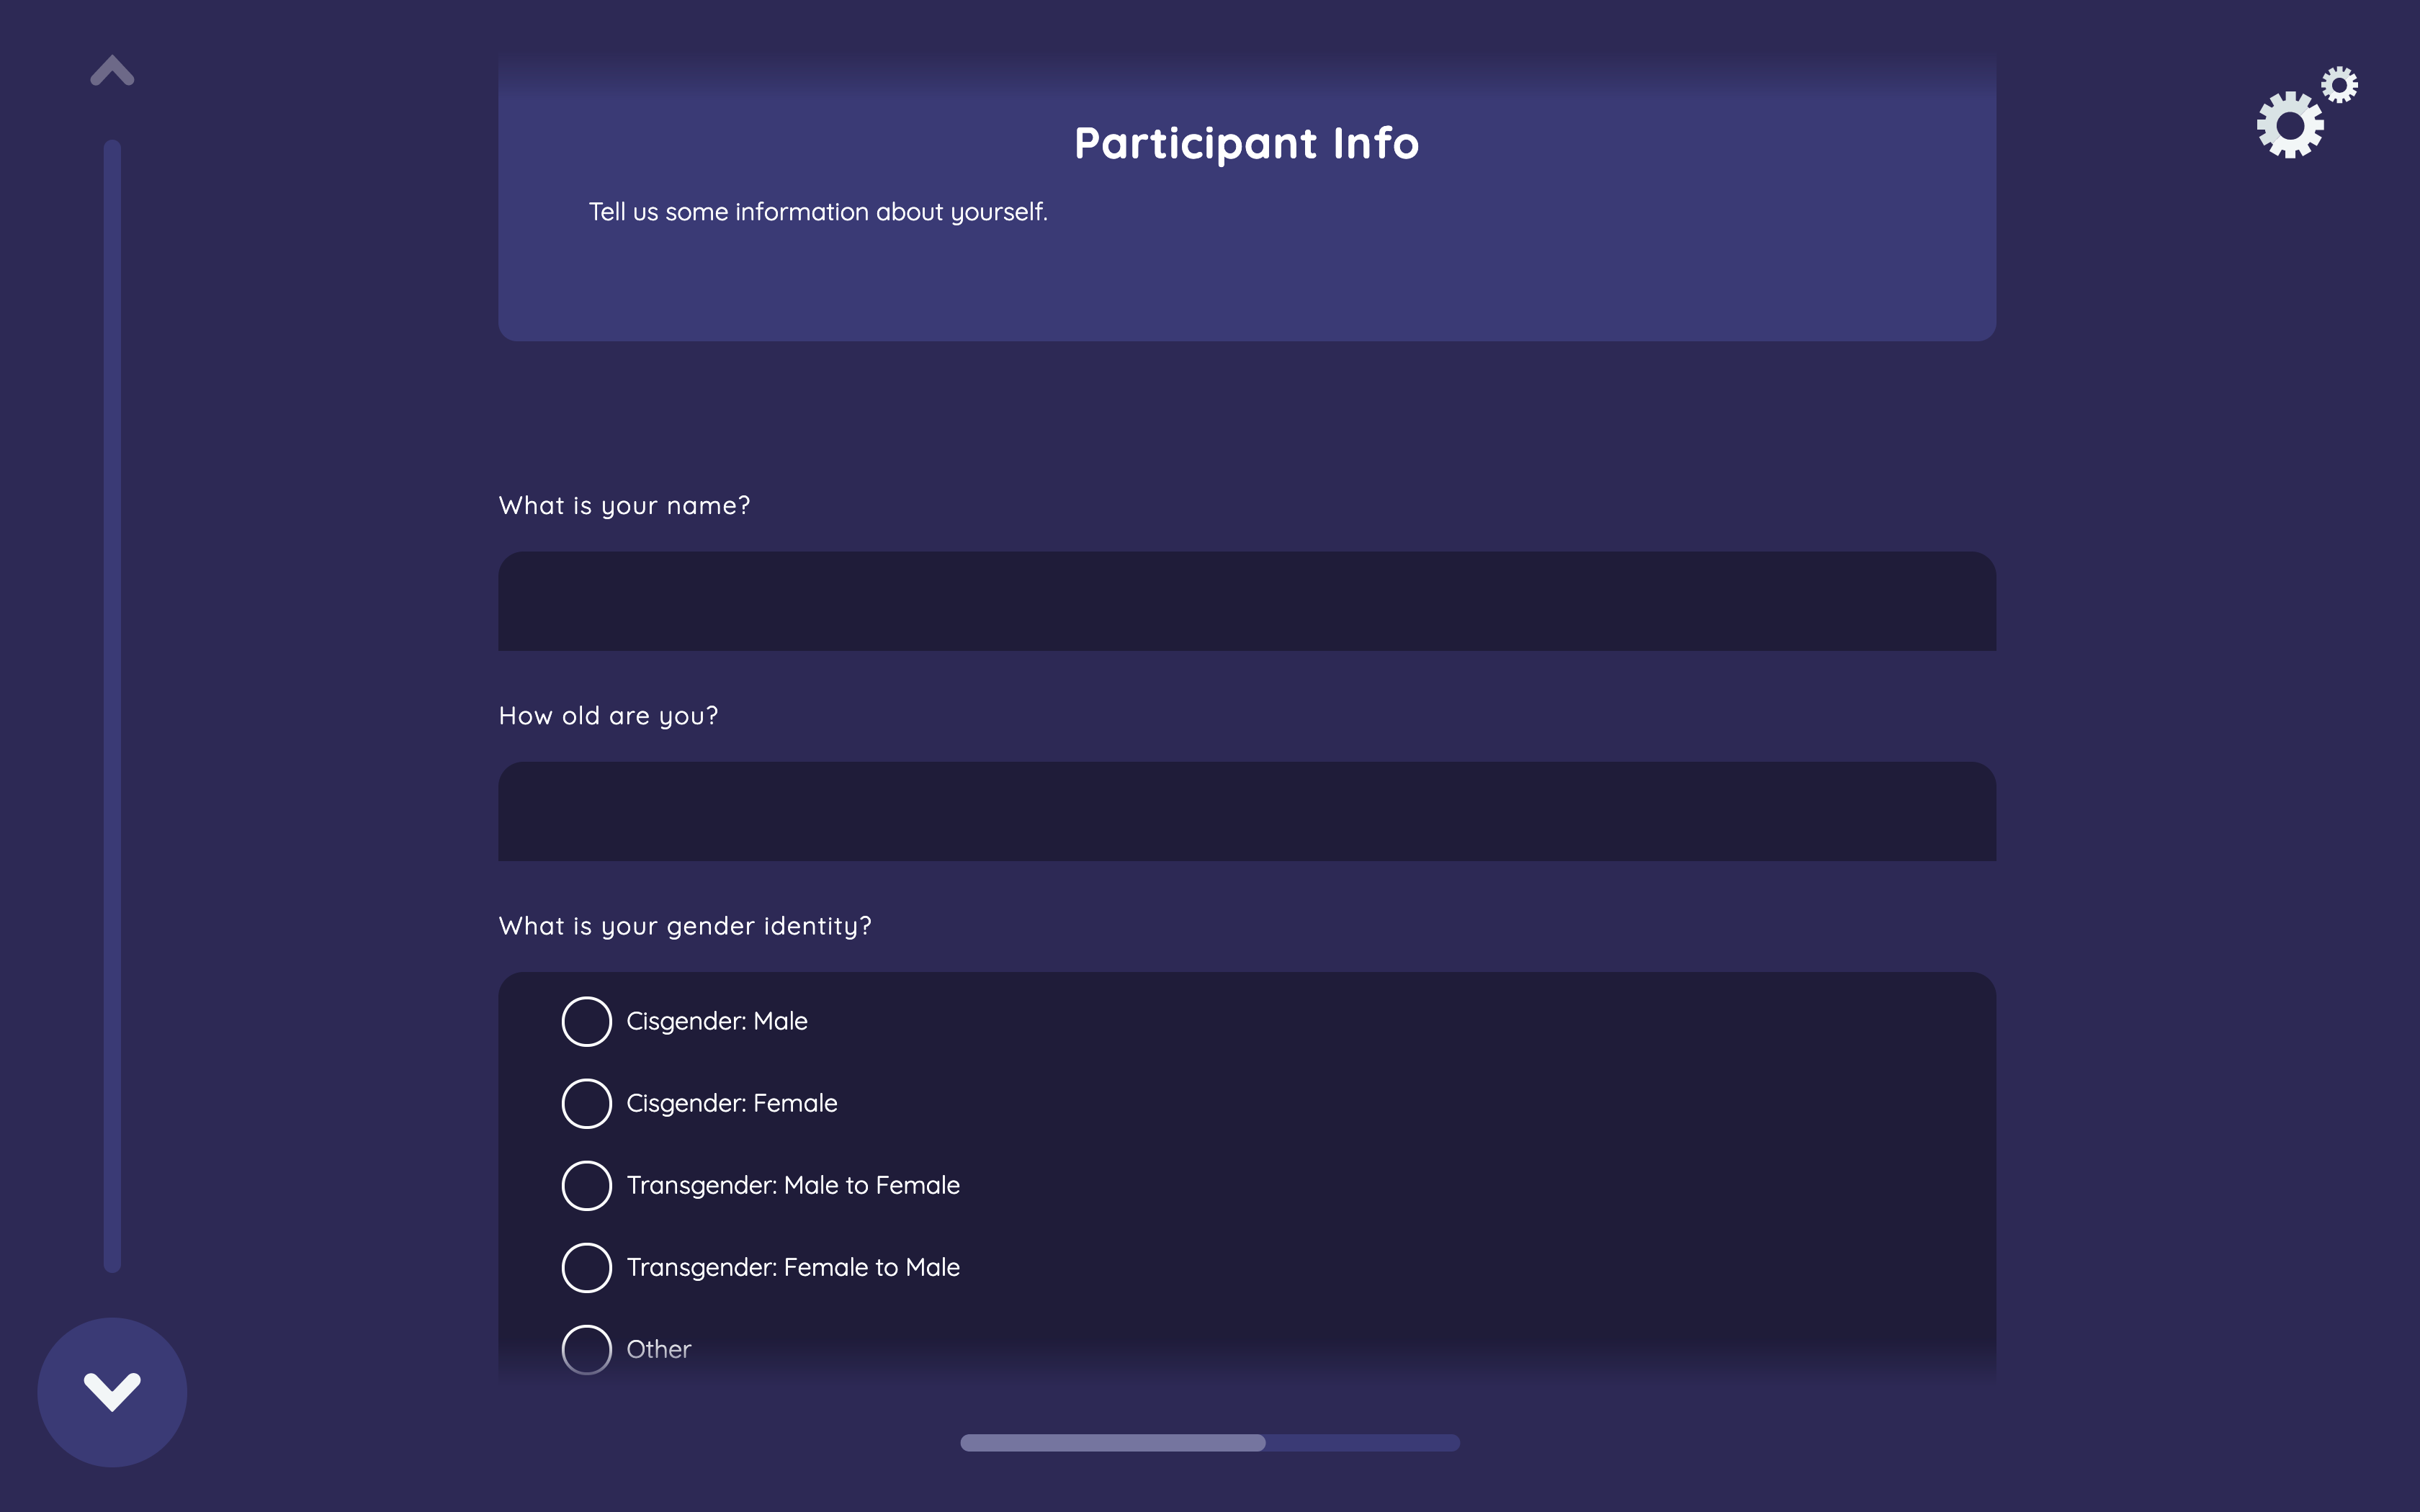 Participant Info
Tell us some information about yourself.
What is your name?
How old are you?
What is your gender identity?
Cisgender: Male
Cisgender: Female
Transgender: Male to Female
Transgender: Female to Male
Other